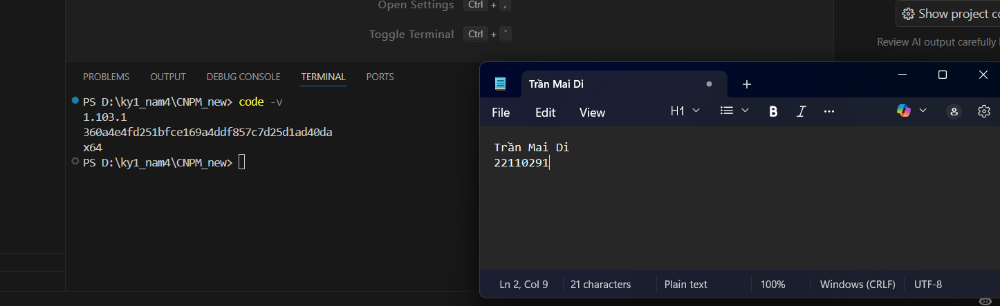 Open Settings Ctrl + ,
Toggle Terminal Ctrl + `
Show project co
Review AI output carefully
PROBLEMS OUTPUT DEBUG CONSOLE TERMINAL PORTS
PS D:\ky1_nam4\CNPM_new> code -v
1.103.1
360a4e4fd251bfce169a4ddf857c7d25d1ad40da
x64
PS D:\ky1_nam4\CNPM_new>
Trần Mai Di
File Edit View H1 B I ...
Trần Mai Di
22110291
Ln 2, Col 9 21 characters Plain text 100% Windows (CRLF) UTF-8